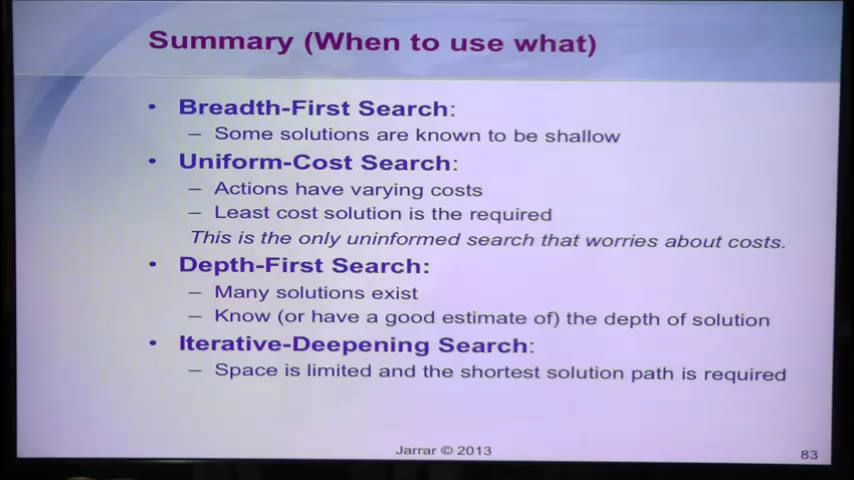 Summary (When to use what)
• Breadth-First Search:
– Some solutions are known to be shallow
• Uniform-Cost Search:
– Actions have varying costs
– Least cost solution is the required
This is the only uninformed search that worries about costs.
• Depth-First Search:
– Many solutions exist
– Know (or have a good estimate of) the depth of solution
• Iterative-Deepening Search:
– Space is limited and the shortest solution path is required
Jarrar © 2013
83